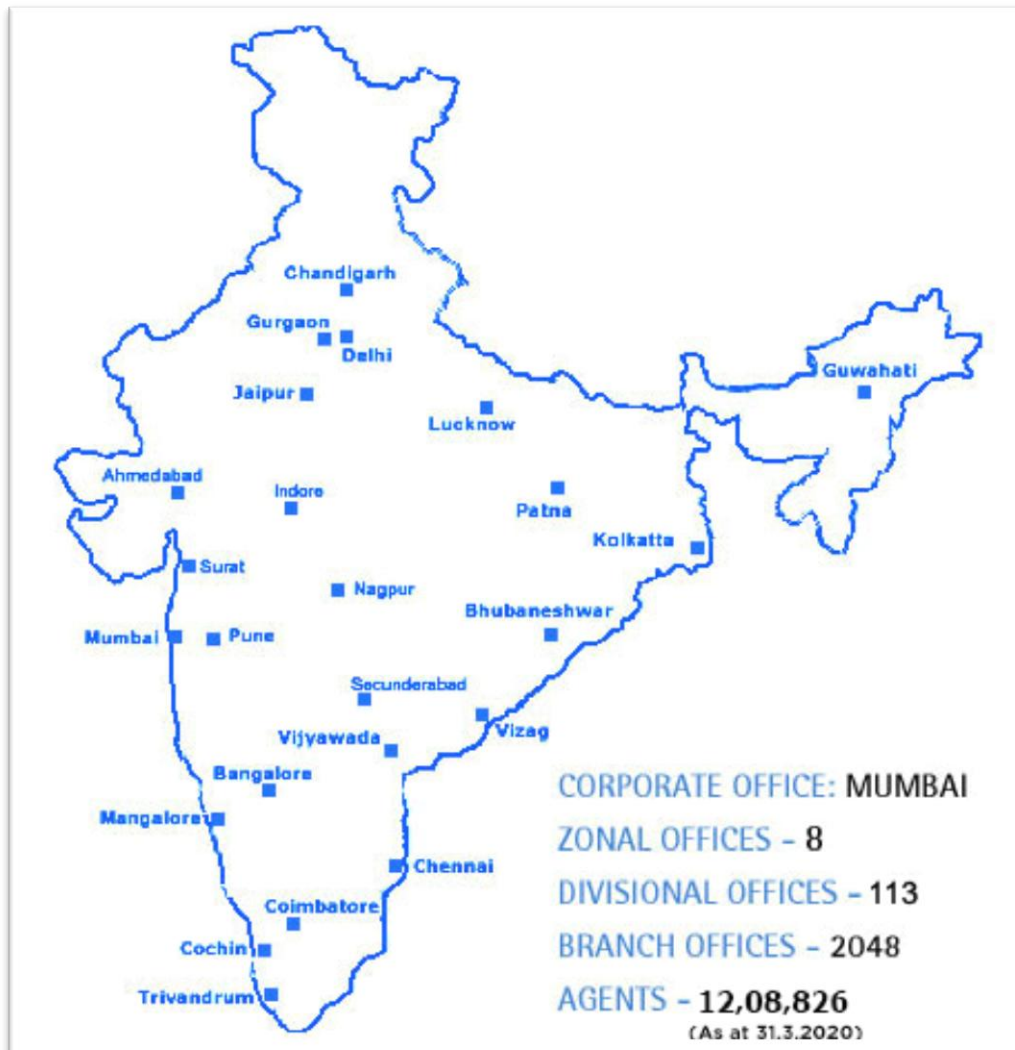 Chandigarh
Gurgaon
Delhi
Jaipur
Guwahati
Lucknow
Ahmedabad
Indore
Patna
Kolkatta
Surat
Nagpur
Bhubaneshwar
Mumbai
Pune
Secunderabad
Vizag
Vijyawada
Bangalore
Mangalore
Chennai
Coimbatore
Cochin
Trivandrum
CORPORATE OFFICE: MUMBAI
ZONAL OFFICES - 8
DIVISIONAL OFFICES - 113
BRANCH OFFICES - 2048
AGENTS - 12,08,826
(As at 31.3.2020)